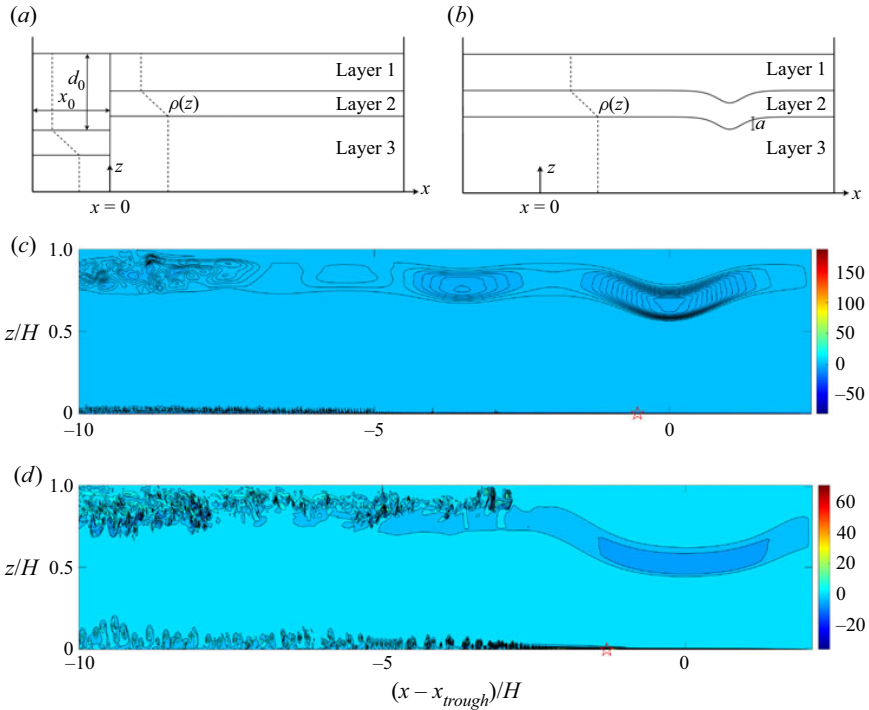 (a)
(b)
d0
x0
ρ(z)
Layer 1
Layer 2
Layer 3
z
x
x = 0
ρ(z)
Layer 1
Layer 2
a
Layer 3
z
x
x = 0
(c)
1.0
z/H 0.5
0
–10 –5 0
150
100
50
0
–50
(d)
1.0
z/H 0.5
0
–10 –5 0
60
40
20
0
–20
(x – xtrough)/H